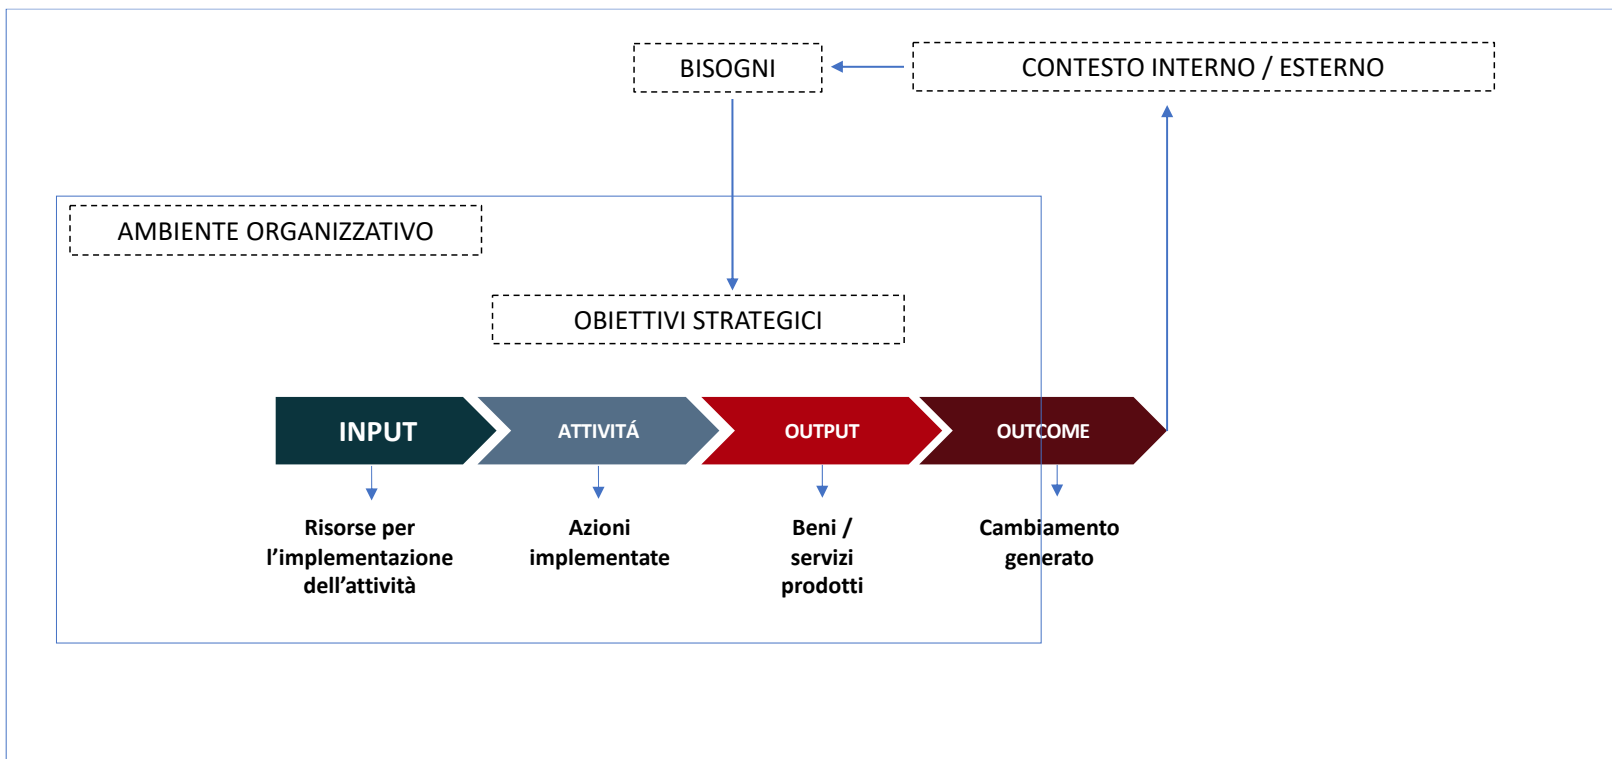 BISOGNI
CONTESTO INTERNO / ESTERNO
AMBIENTE ORGANIZZATIVO
OBIETTIVI STRATEGICI
INPUT
ATTIVITÁ
OUTPUT
OUTCOME
Risorse per
l'implementazione
dell'attività
Azioni
implementate
Beni /
servizi
prodotti
Cambiamento
generato